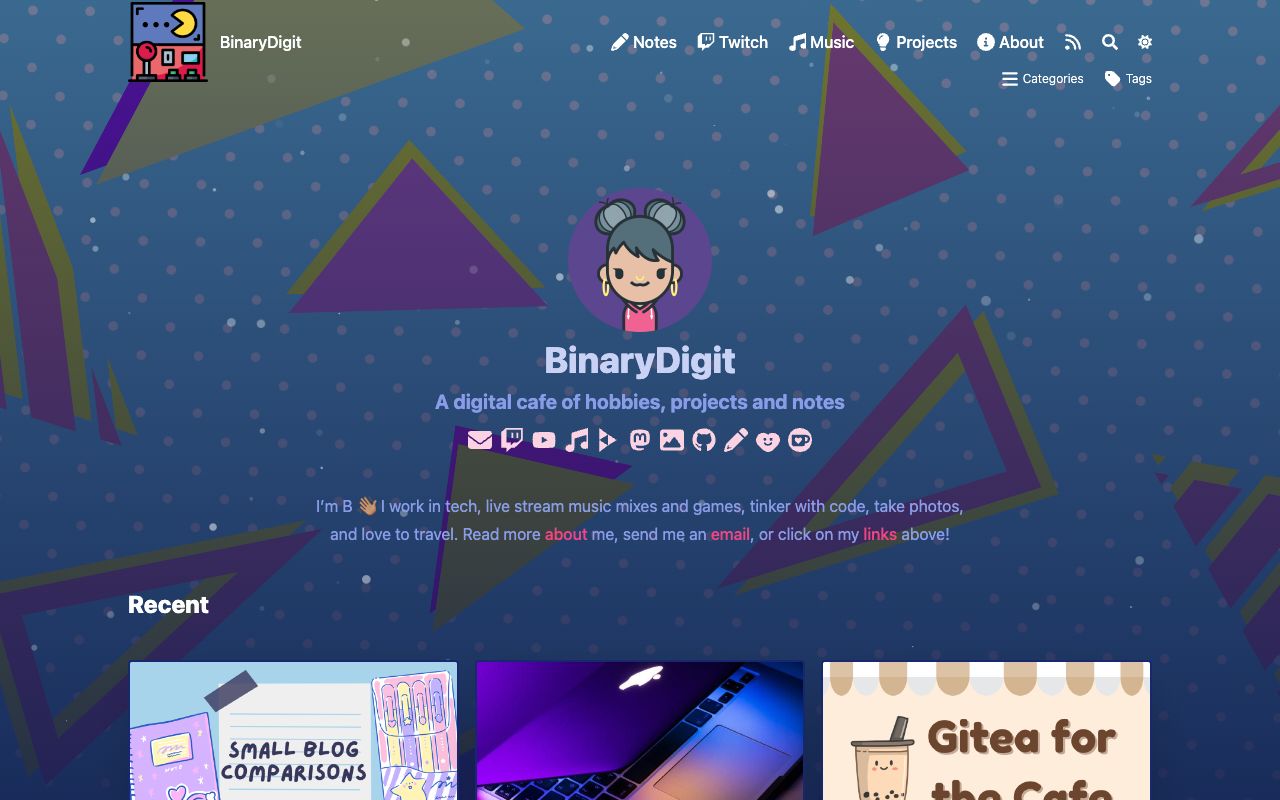 BinaryDigit
Notes
Twitch
Music
Projects
About
Categories
Tags
BinaryDigit
A digital cafe of hobbies, projects and notes
I’m B 👋🏽 I work in tech, live stream music mixes and games, tinker with code, take photos,
and love to travel. Read more about me, send me an email, or click on my links above!
Recent
SMALL BLOG
COMPARISONS
Gitea for
the Cafe